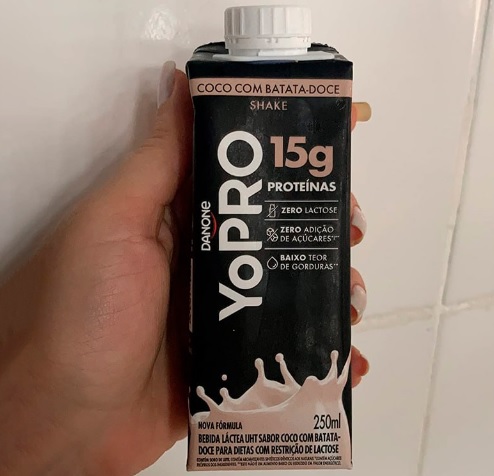 COCO COM BATATA-DOCE
SHAKE
DANONE
YoPRO
15g
PROTEÍNAS
ZERO LACTOSE
ZERO ADIÇÃO
DE AÇÚCARES**
BAIXO TEOR
DE GORDURAS**
NOVA FÓRMULA
250ml
BEBIDA LÁCTEA UHT SABOR COCO COM BATATA-
DOCE PARA DIETAS COM RESTRIÇÃO DE LACTOSE